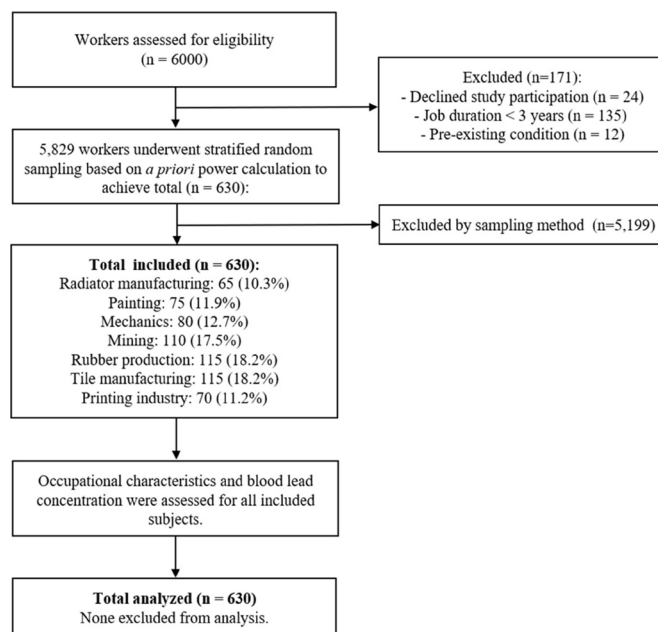 Workers assessed for eligibility
(n = 6000)
Excluded (n=171):
- Declined study participation (n = 24)
- Job duration < 3 years (n = 135)
- Pre-existing condition (n = 12)
5,829 workers underwent stratified random
sampling based on a priori power calculation to
achieve total (n = 630):
Excluded by sampling method (n=5,199)
Total included (n = 630):
Radiator manufacturing: 65 (10.3%)
Painting: 75 (11.9%)
Mechanics: 80 (12.7%)
Mining: 110 (17.5%)
Rubber production: 115 (18.2%)
Tile manufacturing: 115 (18.2%)
Printing industry: 70 (11.2%)
Occupational characteristics and blood lead
concentration were assessed for all included
subjects.
Total analyzed (n = 630)
None excluded from analysis.